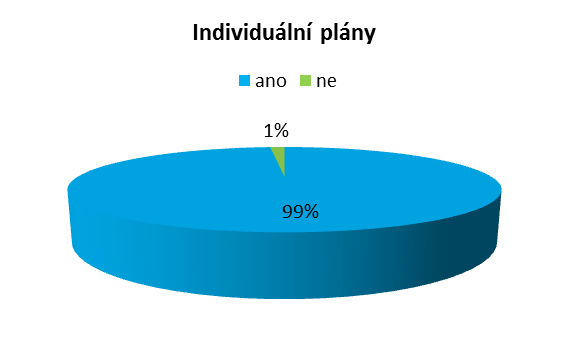 Individuální plány
ano ne
1%
99%